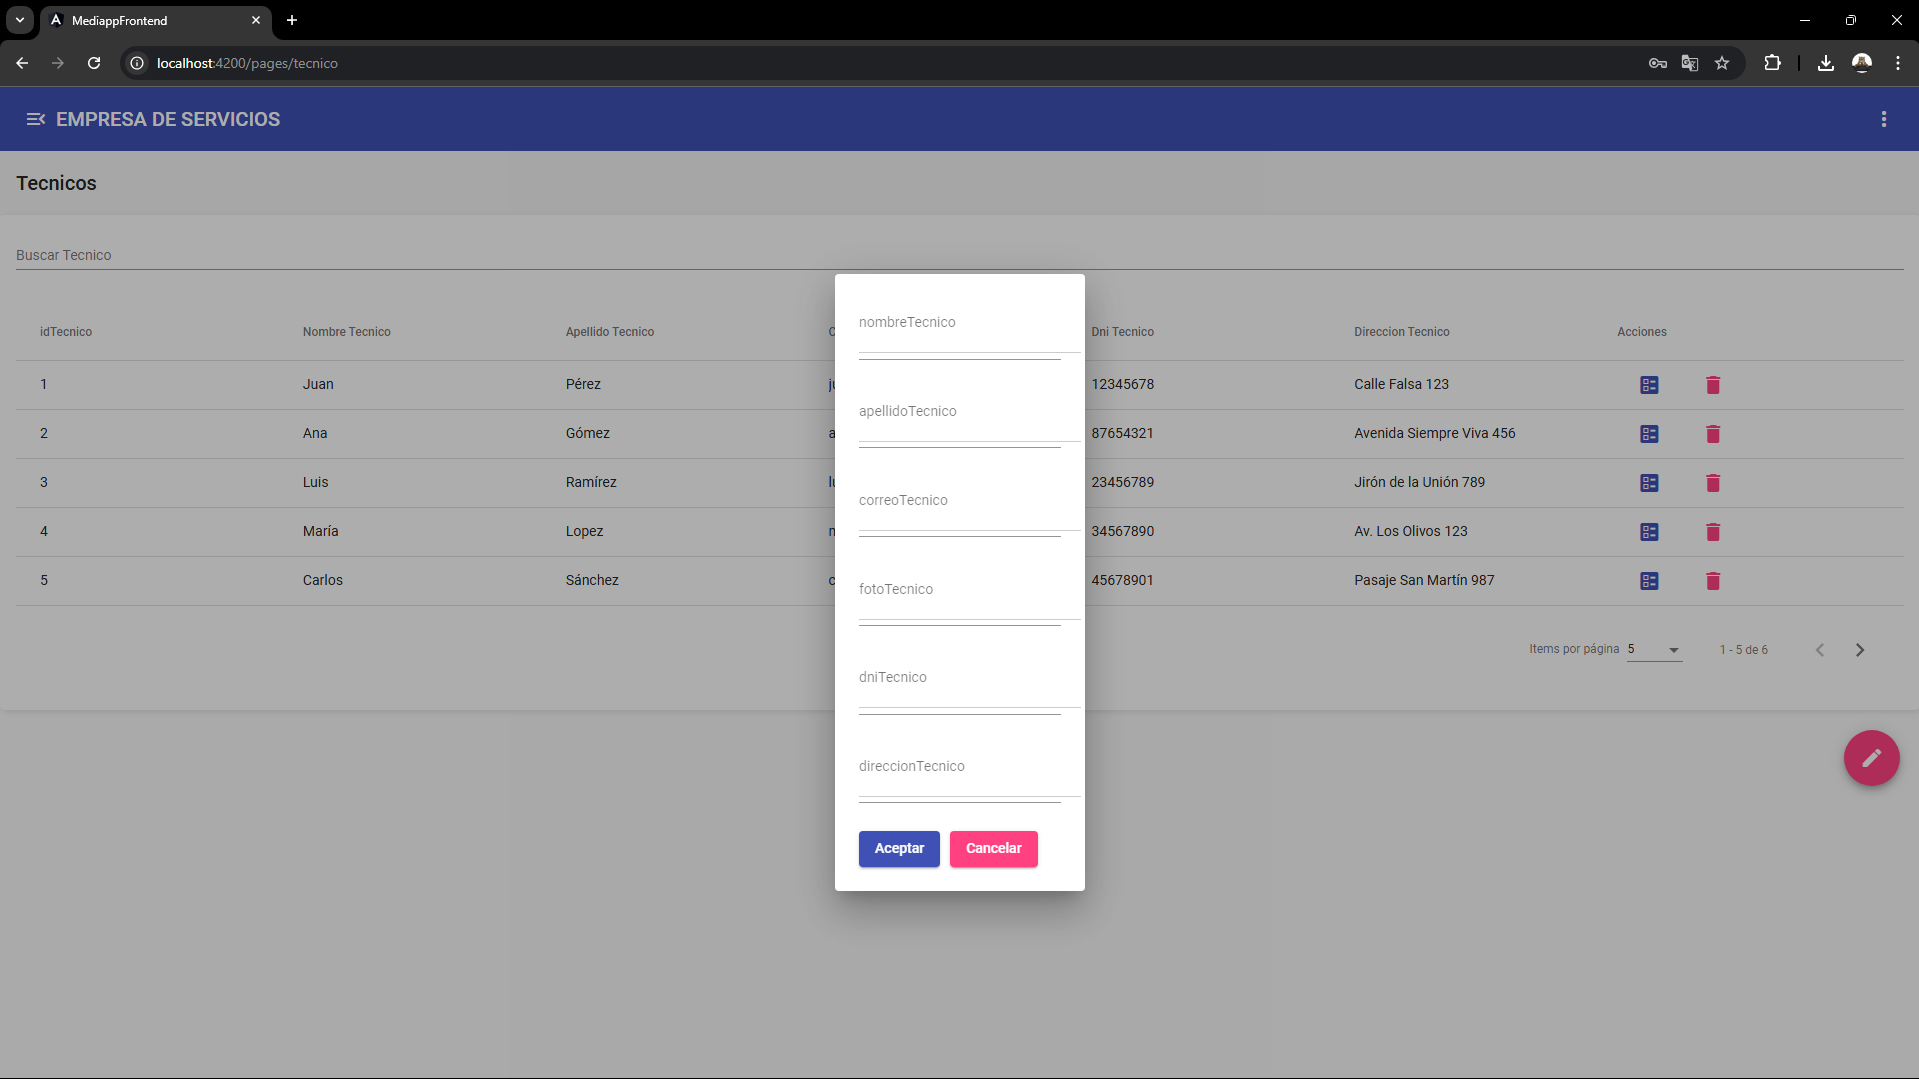 MediappFrontend
localhost:4200/pages/tecnico
EMPRESA DE SERVICIOS
Tecnicos
Buscar Tecnico
idTecnico Nombre Tecnico Apellido Tecnico Dni Tecnico Direccion Tecnico Acciones
1 Juan Pérez 12345678 Calle Falsa 123
2 Ana Gómez 87654321 Avenida Siempre Viva 456
3 Luis Ramírez 23456789 Jirón de la Unión 789
4 María Lopez 34567890 Av. Los Olivos 123
5 Carlos Sánchez 45678901 Pasaje San Martín 987
Items por página 5 1 - 5 de 6
nombreTecnico
apellidoTecnico
correoTecnico
fotoTecnico
dniTecnico
direccionTecnico
Aceptar Cancelar